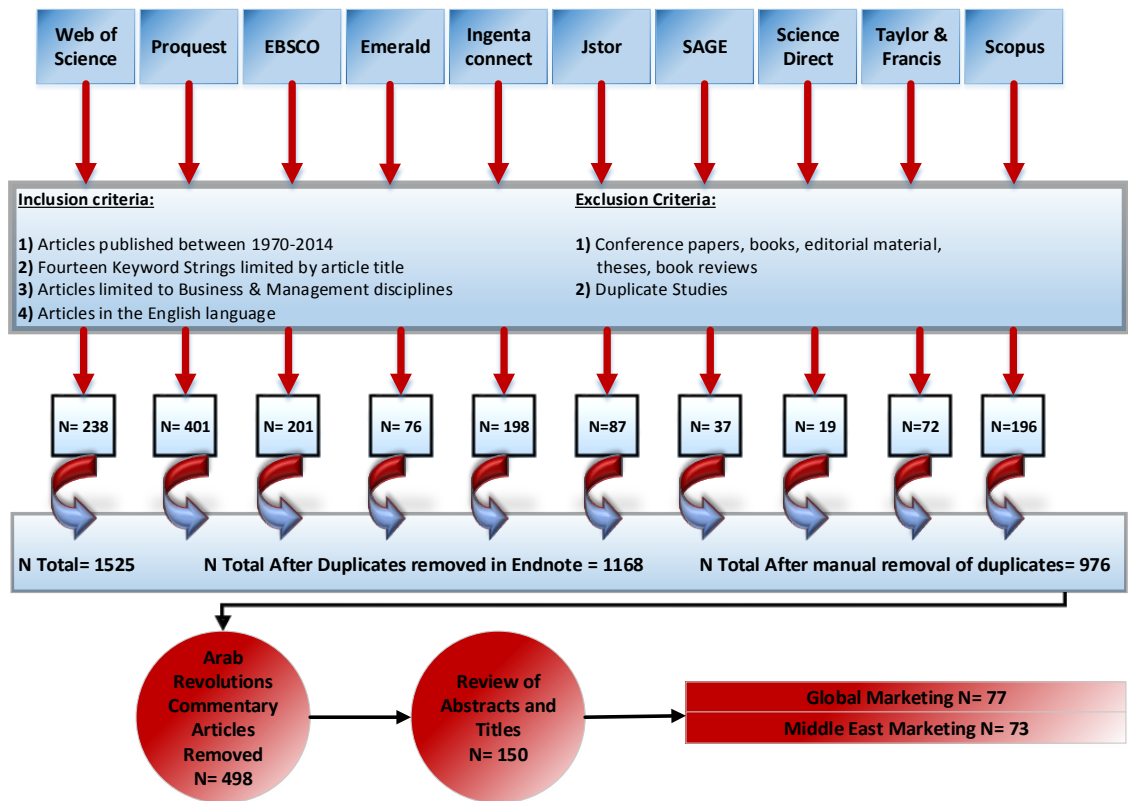 Web of
Science
Proquest
EBSCO
Emerald
Ingenta
connect
Jstor
SAGE
Science
Direct
Taylor &
Francis
Scopus
Inclusion criteria:
1) Articles published between 1970-2014
2) Fourteen Keyword Strings limited by article title
3) Articles limited to Business & Management disciplines
4) Articles in the English language
Exclusion Criteria:
1) Conference papers, books, editorial material,
theses, book reviews
2) Duplicate Studies
N= 238
N= 401
N= 201
N= 76
N= 198
N=87
N= 37
N= 19
N=72
N=196
N Total= 1525
N Total After Duplicates removed in Endnote = 1168
N Total After manual removal of duplicates= 976
Arab
Revolutions
Commentary
Articles
Removed
N= 498
Review of
Abstracts and
Titles
N= 150
Global Marketing N= 77
Middle East Marketing N= 73